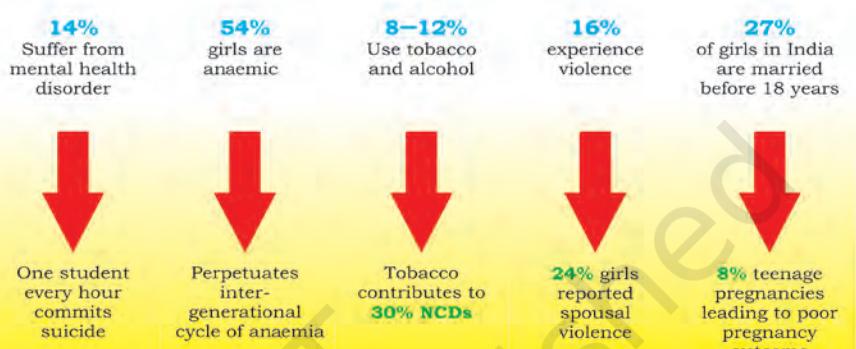 14%
Suffer from
mental health
disorder
54%
girls are
anaemic
8—12%
Use tobacco
and alcohol
16%
experience
violence
27%
of girls in India
are married
before 18 years
One student
every hour
commits
suicide
Perpetuates
inter-
generational
cycle of anaemia
Tobacco
contributes to
30% NCDs
24% girls
reported
spousal
violence
8% teenage
pregnancies
leading to poor
pregnancy